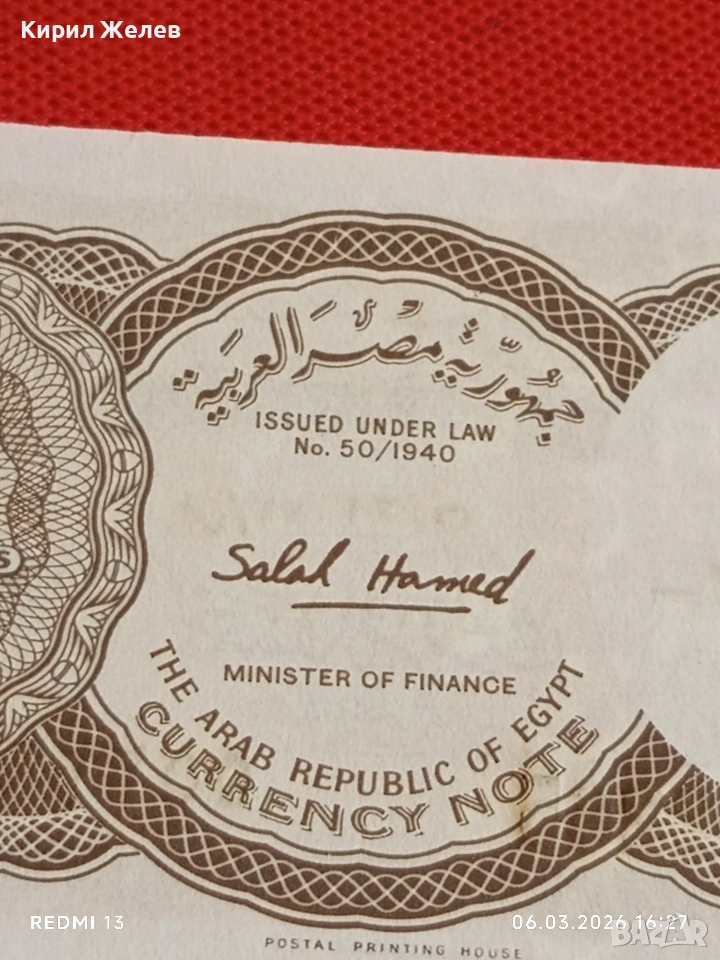 Кирил Желев
جمهورية مصر العربية
ISSUED UNDER LAW
No. 50/1940
Salah Hamed
MINISTER OF FINANCE
THE ARAB REPUBLIC OF EGYPT
CURRENCY NOTE
REDMI 13
06.03.2026 16:27
BAZAR
POSTAL PRINTING HOUSE